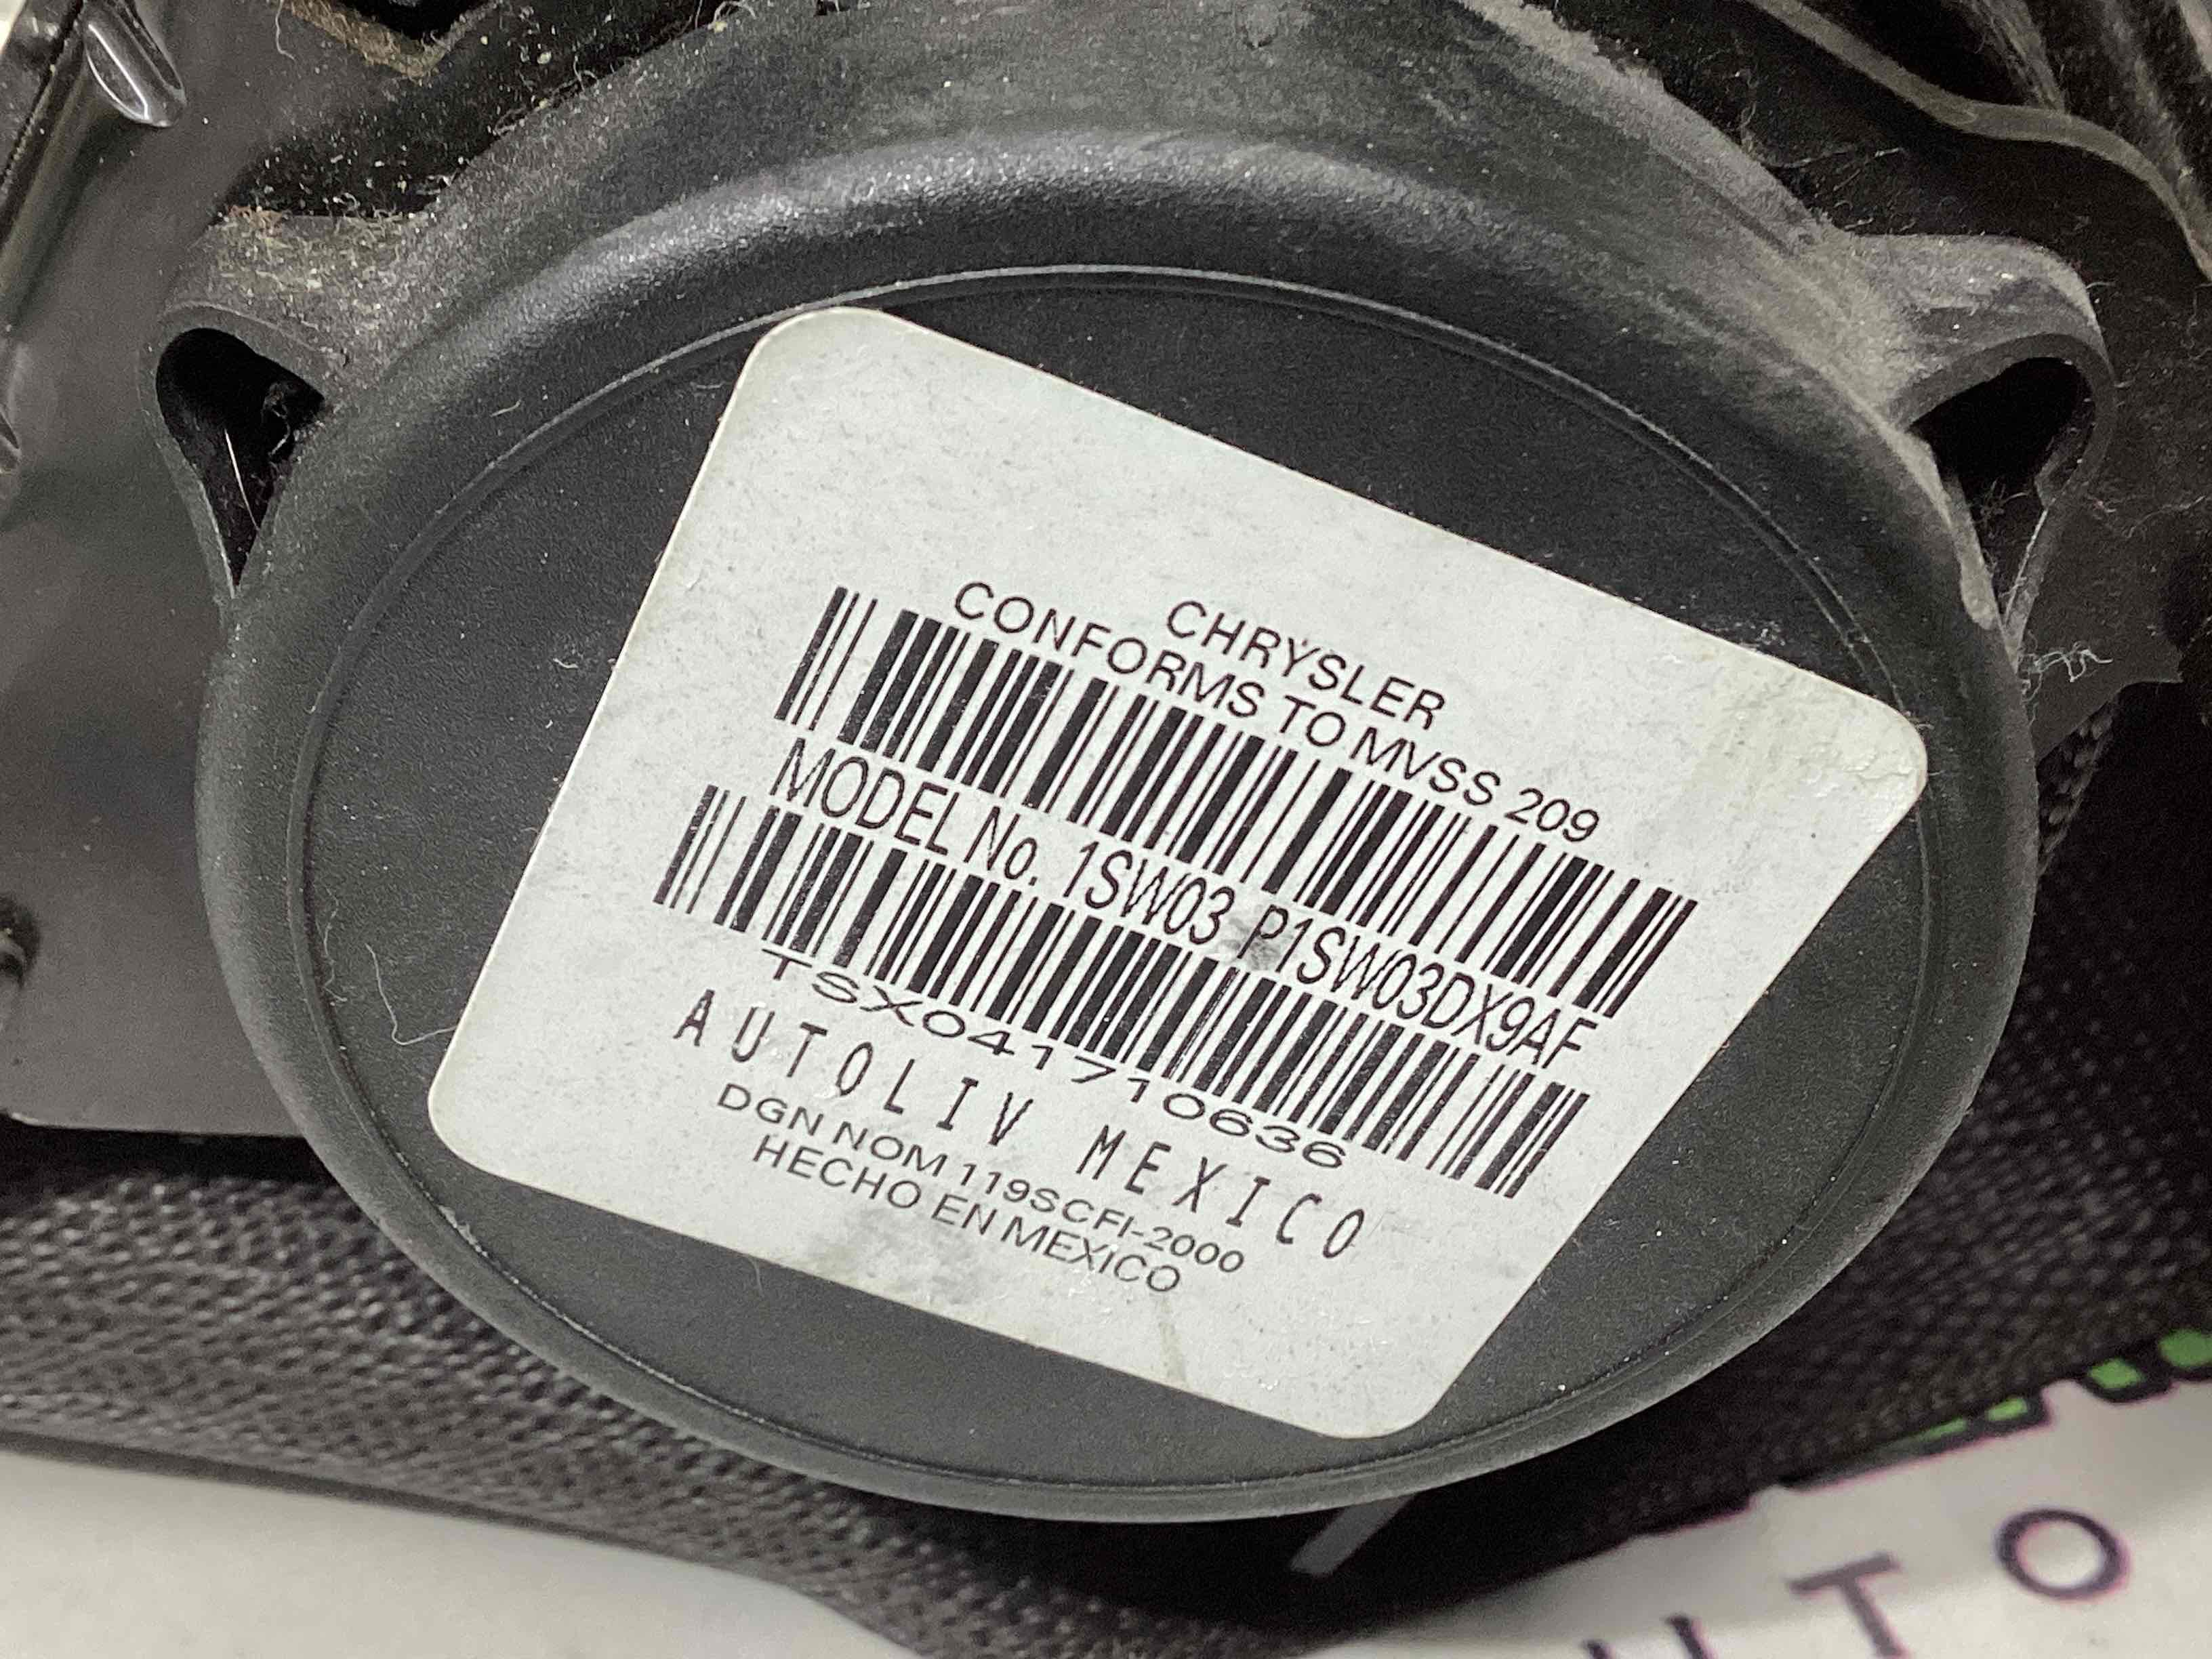 CHRYSLER
CONFORMS TO MVSS 209
MODEL No. 1SW03 P1SW03DX9AF
TSX041710636
AUTOLIV MEXICO
DGN NOM 119SCFI-2000
HECHO EN MEXICO
UTO